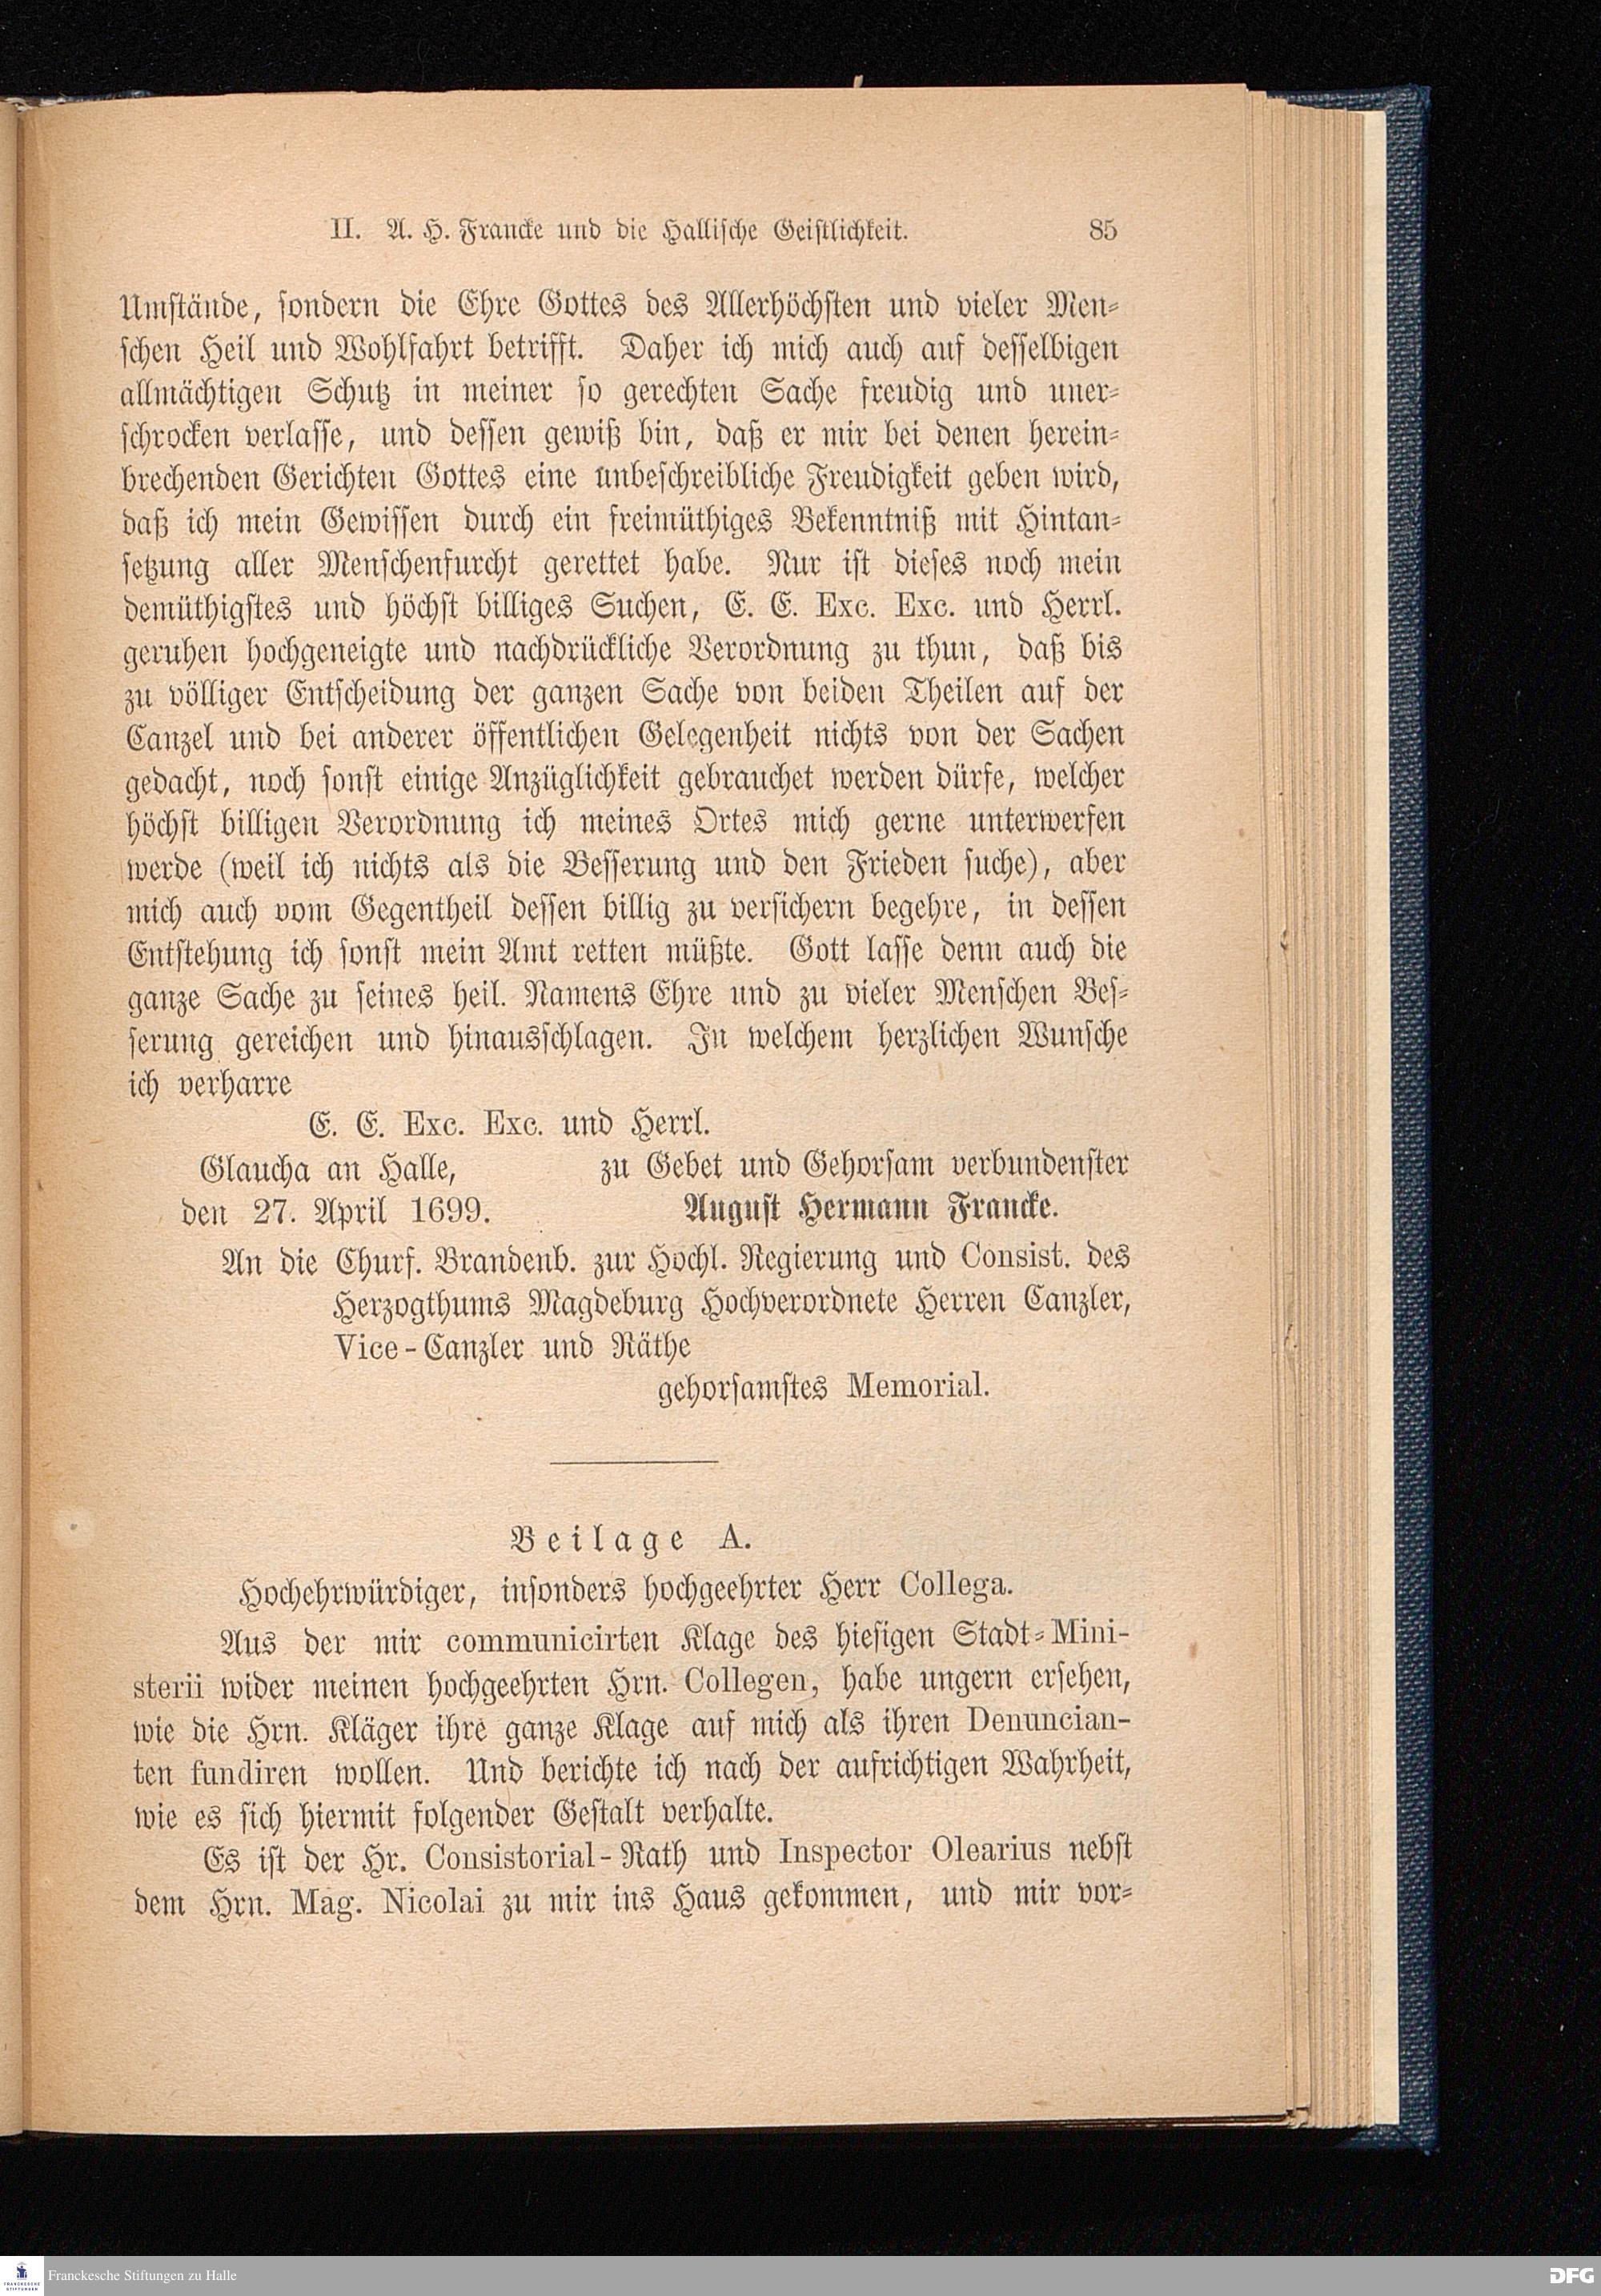 II. A. H. Francke und die Hallische Geistlichkeit. 85
Umstände, sondern die Ehre Gottes des Allerhöchsten und vieler Men-
schen Heil und Wohlfahrt betrifft. Daher ich mich auch auf desselbigen
allmächtigen Schutz in meiner so gerechten Sache freudig und uner-
schrocken verlasse, und dessen gewiß bin, daß er mir bei denen herein-
brechenden Gerichten Gottes eine unbeschreibliche Freudigkeit geben wird,
daß ich mein Gewissen durch ein freimüthiges Bekenntniß mit Hintan-
setzung aller Menschenfurcht gerettet habe. Nur ist dieses noch mein
demüthigstes und höchst billiges Suchen, E. E. Exc. Exc. und Herrl.
geruhen hochgeneigte und nachdrückliche Verordnung zu thun, daß bis
zu völliger Entscheidung der ganzen Sache von beiden Theilen auf der
Canzel und bei anderer öffentlichen Gelegenheit nichts von der Sachen
gedacht, noch sonst einige Anzüglichkeit gebrauchet werden dürfe, welcher
höchst billigen Verordnung ich meines Ortes mich gerne unterwerfen
werde (weil ich nichts als die Besserung und den Frieden suche), aber
mich auch vom Gegentheil dessen billig zu versichern begehre, in dessen
Entstehung ich sonst mein Amt retten müßte. Gott lasse denn auch die
ganze Sache zu seines heil. Namens Ehre und zu vieler Menschen Bes-
serung gereichen und hinausschlagen. In welchem herzlichen Wunsche
ich verharre
E. E. Exc. Exc. und Herrl.
Glaucha an Halle, zu Gebet und Gehorsam verbundenster
den 27. April 1699. August Hermann Francke.
An die Churf. Brandenb. zur Hochl. Regierung und Consist. des
Herzogthums Magdeburg Hochverordnete Herren Canzler,
Vice-Canzler und Räthe
gehorsamstes Memorial.
Beilage A.
Hochehrwürdiger, insonders hochgeehrter Herr Collega.
Aus der mir communicirten Klage des hiesigen Stadt-Mini-
sterii wider meinen hochgeehrten Hrn. Collegen, habe ungern ersehen,
wie die Hrn. Kläger ihre ganze Klage auf mich als ihren Denuncian-
ten fundiren wollen. Und berichte ich nach der aufrichtigen Wahrheit,
wie es sich hiermit folgender Gestalt verhalte.
Es ist der Hr. Consistorial-Rath und Inspector Olearius nebst
dem Hrn. Mag. Nicolai zu mir ins Haus gekommen, und mir vor-
FRANCKESCHE
STIFTUNGEN
Franckesche Stiftungen zu Halle
DFG